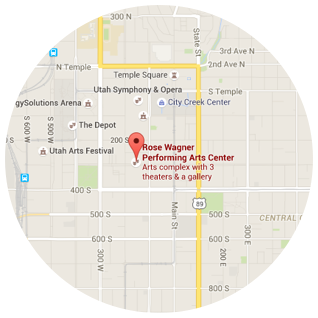 300 N
State St
3rd Ave N
N Temple
2nd Ave N
Temple Square
Utah Symphony & Opera
S Temple
gySolutions Arena
City Creek Center
S 600 W
S 500 W
The Depot
200 S
Rose Wagner
Performing Arts Center
Arts complex with 3
theaters & a gallery
Utah Arts Festival
400 S
Main St
89
500 S
500 S
CENTRAL C
600 S
600 S
300 W
200 E
300 E
800 S